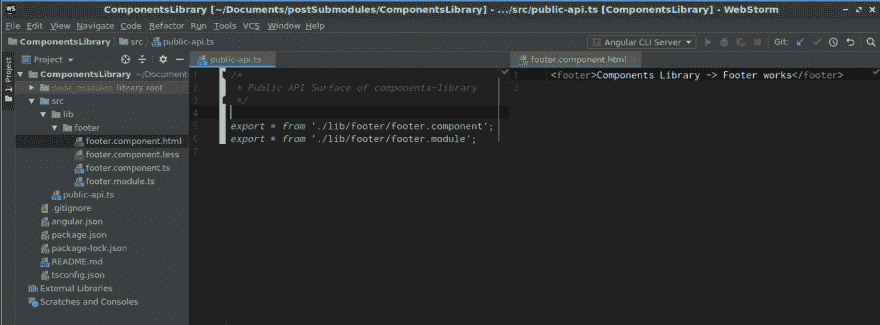 WS
ComponentsLibrary [~/Documents/postSubmodules/ComponentsLibrary] - .../src/public-api.ts [ComponentsLibrary] - WebStorm
File Edit View Navigate Code Refactor Run Tools VCS Window Help
ComponentsLibrary src public-api.ts Angular CLI Server Git:
1: Project
Project
public-api.ts
footer.component.html
ComponentsLibrary ~/Document
node_modules library root
src
lib
footer
footer.component.html
footer.component.less
footer.component.ts
footer.module.ts
public-api.ts
.gitignore
angular.json
package.json
package-lock.json
README.md
tsconfig.json
External Libraries
Scratches and Consoles
1 /*
2 * Public API Surface of components-library
3 */
4
5 export * from './lib/footer/footer.component';
6 export * from './lib/footer/footer.module';
7
1 <footer>Components Library -> Footer works</footer>
2